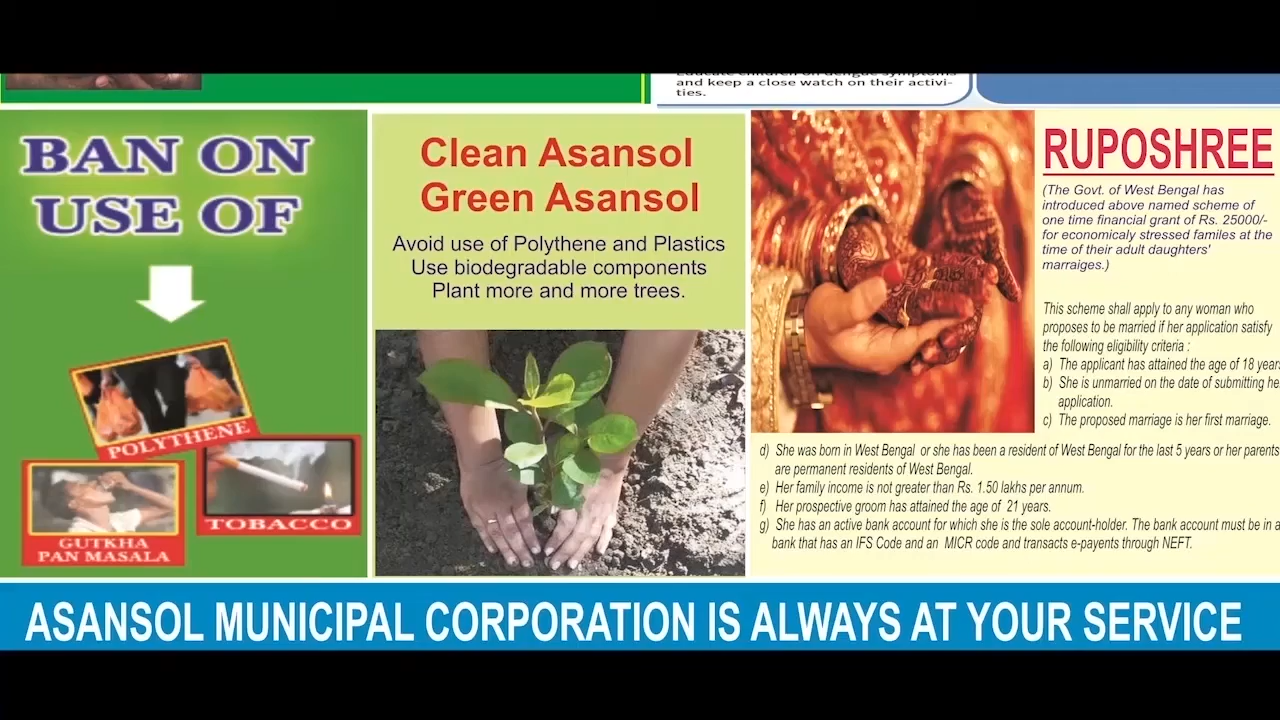 Educate children on dengue symptoms
and keep a close watch on their activi-
ties.
BAN ON
USE OF
POLYTHENE
TOBACCO
GUTKHA
PAN MASALA
Clean Asansol
Green Asansol
Avoid use of Polythene and Plastics
Use biodegradable components
Plant more and more trees.
RUPOSHREE
(The Govt. of West Bengal has
introduced above named scheme of
one time financial grant of Rs. 25000/-
for economicaly stressed familes at the
time of their adult daughters'
marraiges.)
This scheme shall apply to any woman who
proposes to be married if her application satisfy
the following eligibility criteria :
a) The applicant has attained the age of 18 years
b) She is unmarried on the date of submitting he
application.
c) The proposed marriage is her first marriage.
d) She was born in West Bengal or she has been a resident of West Bengal for the last 5 years or her parents
are permanent residents of West Bengal.
e) Her family income is not greater than Rs. 1.50 lakhs per annum.
f) Her prospective groom has attained the age of 21 years.
g) She has an active bank account for which she is the sole account-holder. The bank account must be in a
bank that has an IFS Code and an MICR code and transacts e-payents through NEFT.
ASANSOL MUNICIPAL CORPORATION IS ALWAYS AT YOUR SERVICE